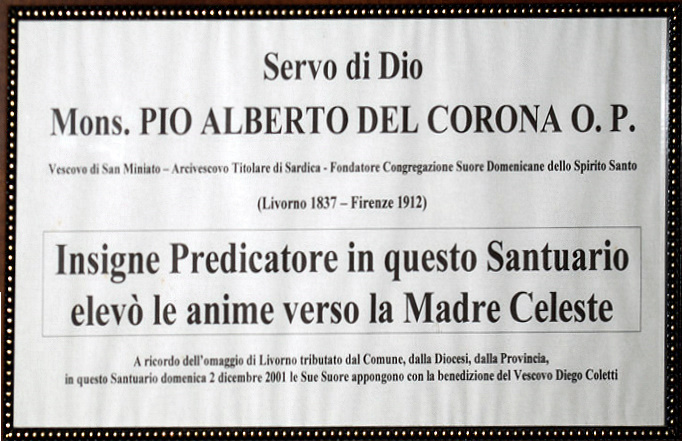 Servo di Dio
Mons. PIO ALBERTO DEL CORONA O. P.
Vescovo di San Miniato – Arcivescovo Titolare di Sardica - Fondatore Congregazione Suore Domenicane dello Spirito Santo
(Livorno 1837 – Firenze 1912)
Insigne Predicatore in questo Santuario
elevò le anime verso la Madre Celeste
A ricordo dell'omaggio di Livorno tributato dal Comune, dalla Diocesi, dalla Provincia,
in questo Santuario domenica 2 dicembre 2001 le Sue Suore appongono con la benedizione del Vescovo Diego Coletti